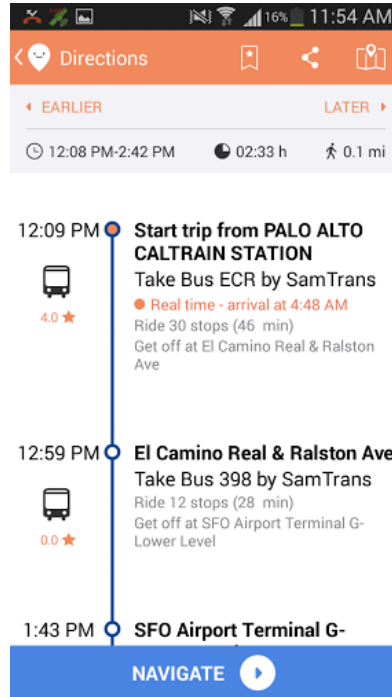 16% 11:54 AM
Directions
EARLIER LATER
12:08 PM-2:42 PM 02:33 h 0.1 mi
12:09 PM Start trip from PALO ALTO
CALTRAIN STATION
Take Bus ECR by SamTrans
Real time - arrival at 4:48 AM
4.0 Ride 30 stops (46 min)
Get off at El Camino Real & Ralston
Ave
12:59 PM El Camino Real & Ralston Ave
Take Bus 398 by SamTrans
Ride 12 stops (28 min)
Get off at SFO Airport Terminal G-
0.0 Lower Level
1:43 PM SFO Airport Terminal G-
NAVIGATE